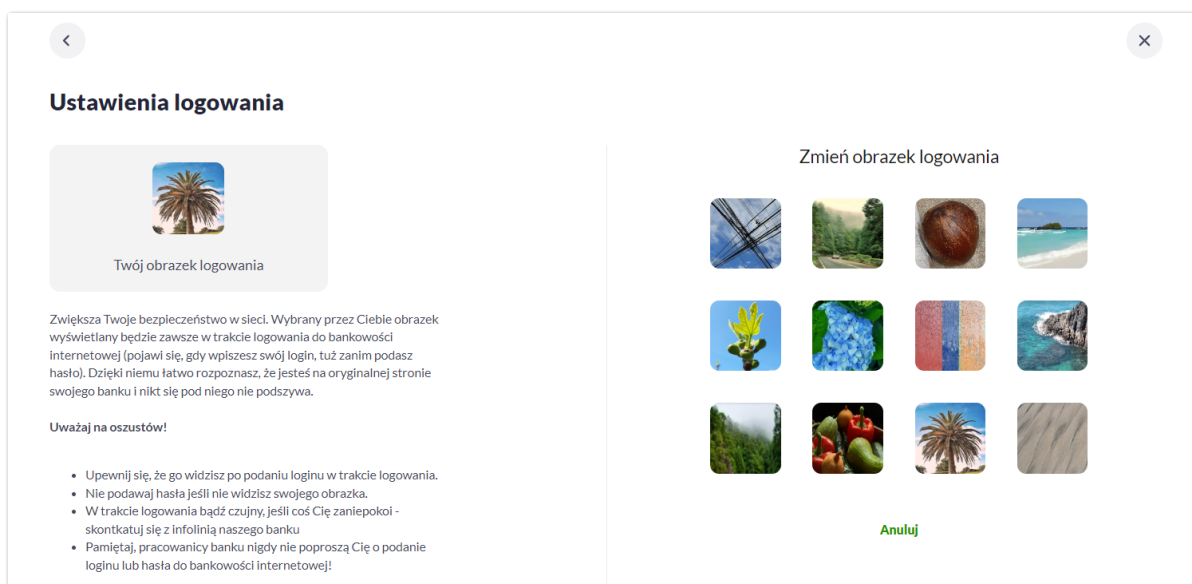 Ustawienia logowania
Twój obrazek logowania
Zwiększa Twoje bezpieczeństwo w sieci. Wybrany przez Ciebie obrazek
wyświetlany będzie zawsze w trakcie logowania do bankowości
internetowej (pojawi się, gdy wpiszesz swój login, tuż zanim podasz
hasło). Dzięki niemu łatwo rozpoznasz, że jesteś na oryginalnej stronie
swojego banku i nikt się pod niego nie podszywa.
Uważaj na oszustów!
• Upewnij się, że go widzisz po podaniu loginu w trakcie logowania.
• Nie podawaj hasła jeśli nie widzisz swojego obrazka.
• W trakcie logowania bądź czujny, jeśli coś Cię zaniepokoi -
skontkatuj się z infolinią naszego banku
• Pamiętaj, pracowanicy banku nigdy nie poproszą Cię o podanie
loginu lub hasła do bankowości internetowej!
Zmień obrazek logowania
Anuluj